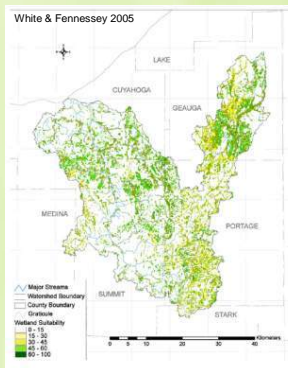 White & Fennessey 2005
LAKE
CUYAHOGA
GEAUGA
MEDINA
PORTAGE
SUMMIT
STARK
Major Streams
Watershed Boundary
County Boundary
Graticule
Wetland Suitability
0 - 15
15 - 30
30 - 45
45 - 60
60 - 100
0 5 10 20 30 40
Kilometers